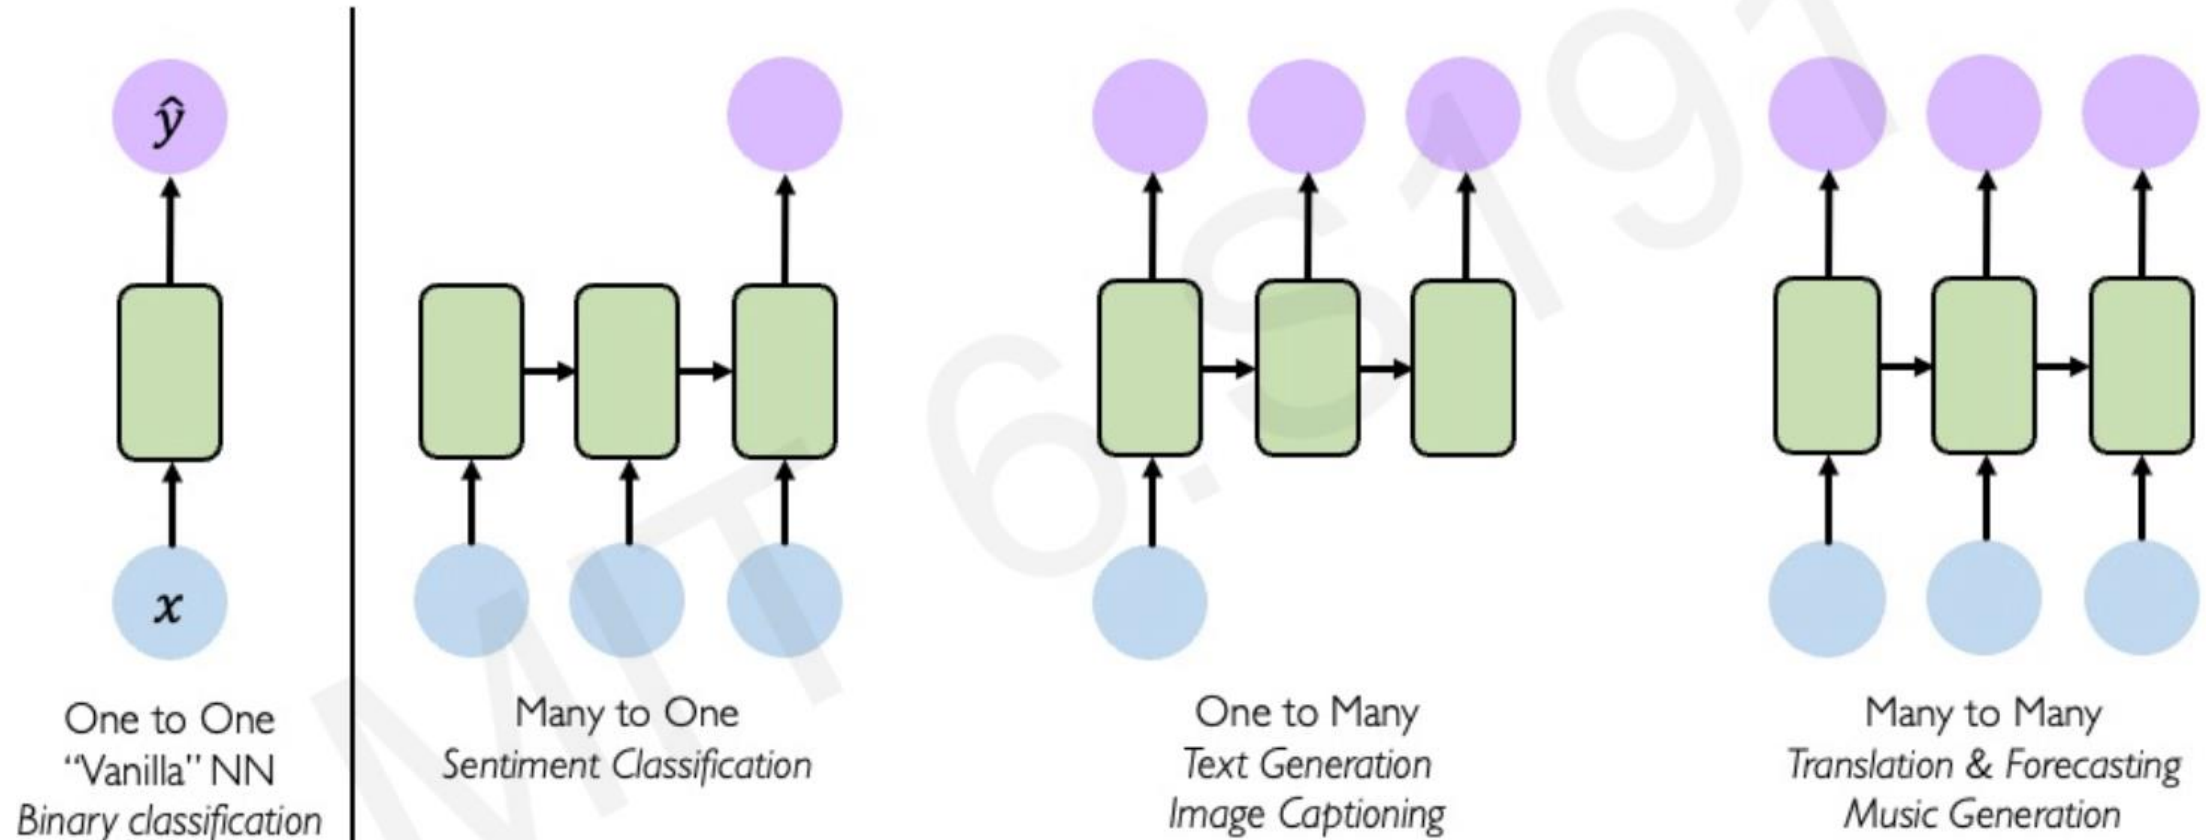 ŷ
x
One to One
“Vanilla” NN
Binary classification
Many to One
Sentiment Classification
One to Many
Text Generation
Image Captioning
Many to Many
Translation & Forecasting
Music Generation
MIT 6.S191